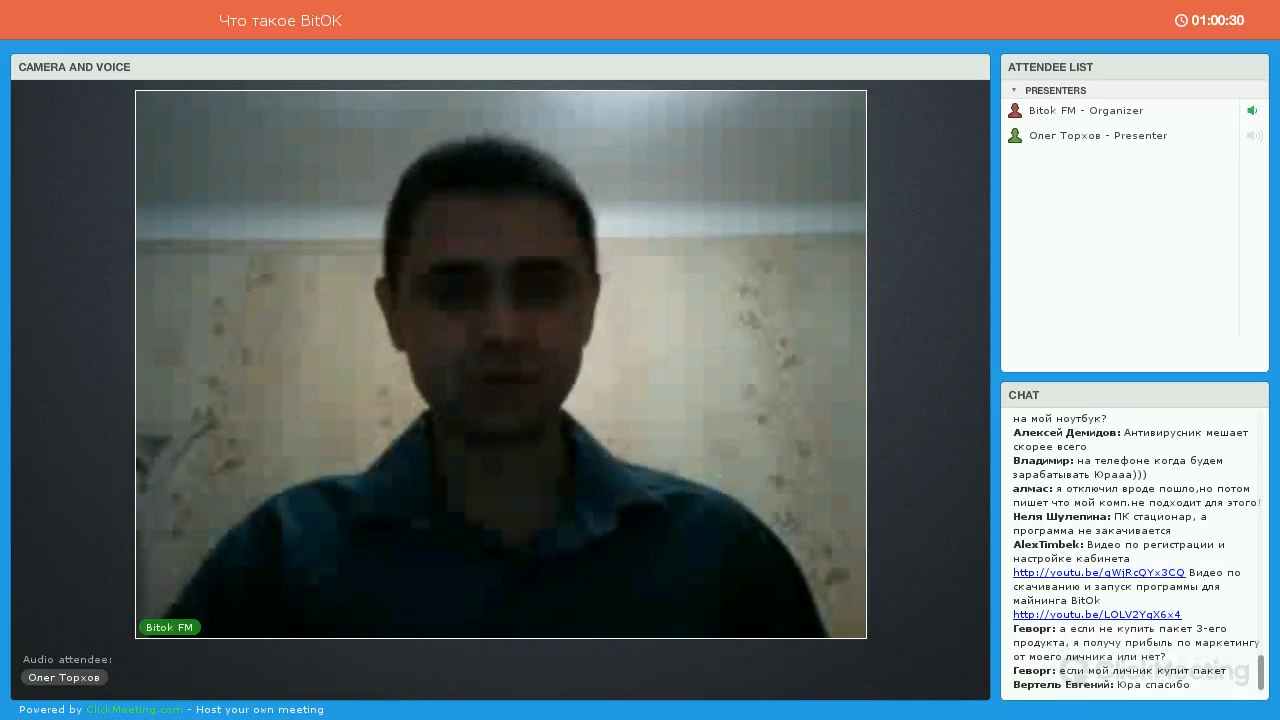 Что такое BitOK
01:00:30
CAMERA AND VOICE
Bitok FM
Audio attendee:
Олег Торхов
Powered by ClickMeeting.com - Host your own meeting
ATTENDEE LIST
PRESENTERS
Bitok FM - Organizer
Олег Торхов - Presenter
CHAT
на мой ноутбук?
Алексей Демидов: Антивирусник мешает
скорее всего
Владимир: на телефоне когда будем
зарабатывать Юрааа)))
алмас: я отключил вроде пошло,но потом
пишет что мой комп.не подходит для этого!
Неля Шулепина: ПК стационар, а
программа не закачивается
AlexTimbek: Видео по регистрации и
настройке кабинета
http://youtu.be/gWjRcQYx3CQ Видео по
скачиванию и запуск программы для
майнинга BitOk
http://youtu.be/LOLV2YqX6x4
Геворг: а если не купить пакет 3-его
продукта, я получу прибыль по маркетингу
от моего личника или нет?
Геворг: если мой личник купит пакет
Вертель Евгений: Юра спасибо
ClickMeeting